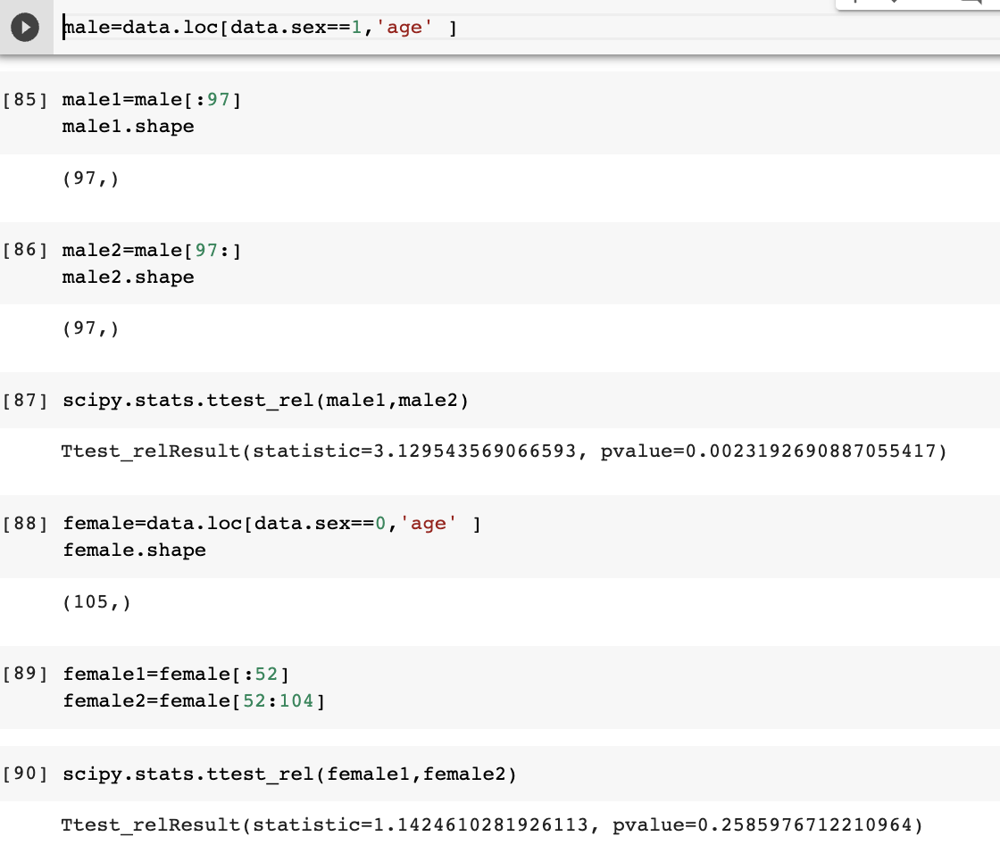 male=data.loc[data.sex==1,'age' ]
[85] male1=male[:97]
male1.shape
(97,)
[86] male2=male[97:]
male2.shape
(97,)
[87] scipy.stats.ttest_rel(male1,male2)
Ttest_relResult(statistic=3.129543569066593, pvalue=0.0023192690887055417)
[88] female=data.loc[data.sex==0,'age' ]
female.shape
(105,)
[89] female1=female[:52]
female2=female[52:104]
[90] scipy.stats.ttest_rel(female1,female2)
Ttest_relResult(statistic=1.1424610281926113, pvalue=0.2585976712210964)